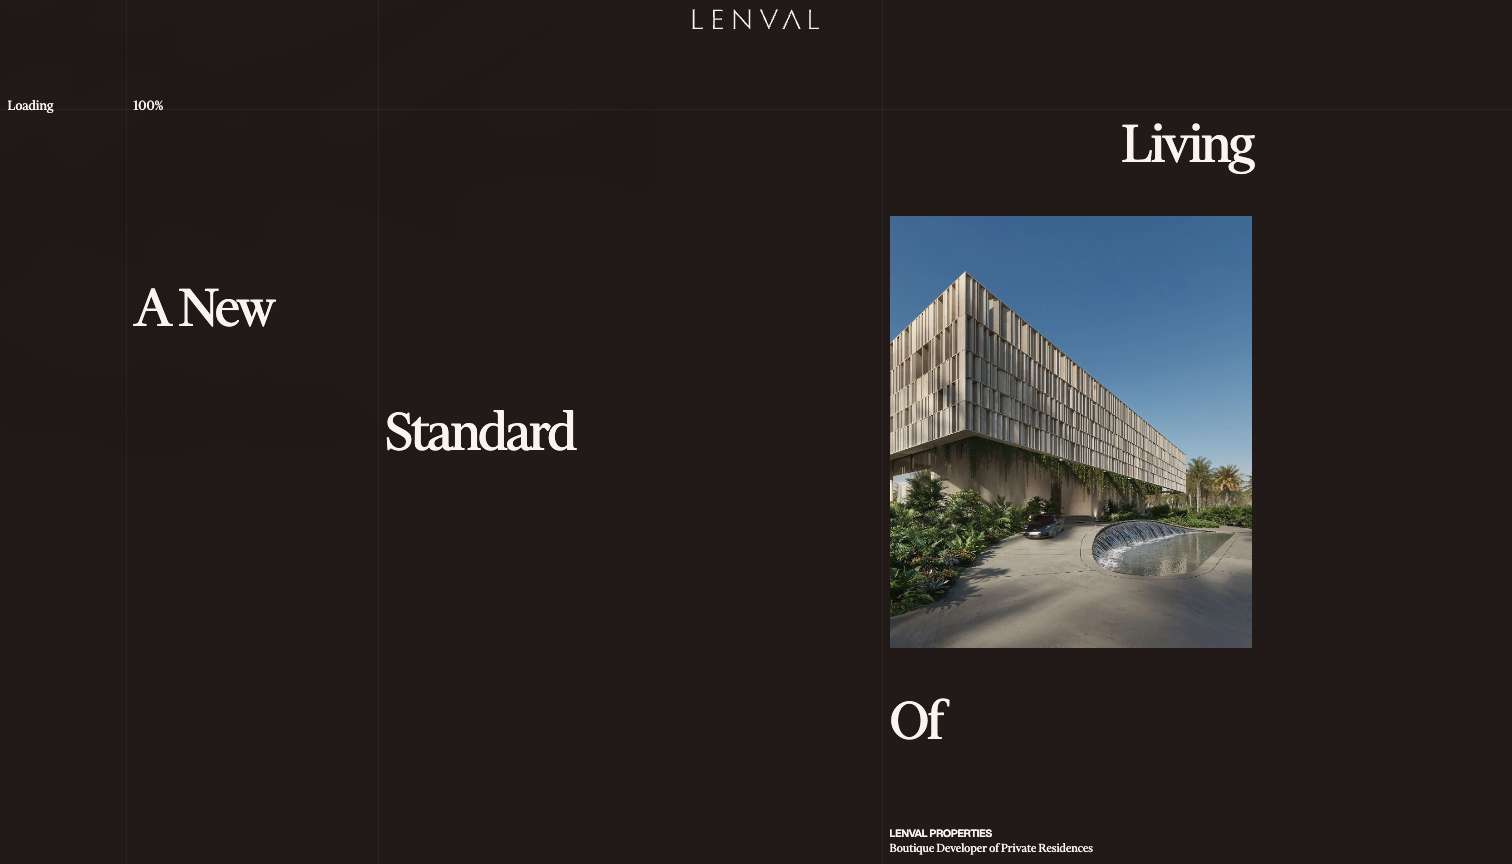 LENVAL
Loading
100%
Living
A New
Standard
Of
LENVAL PROPERTIES
Boutique Developer of Private Residences